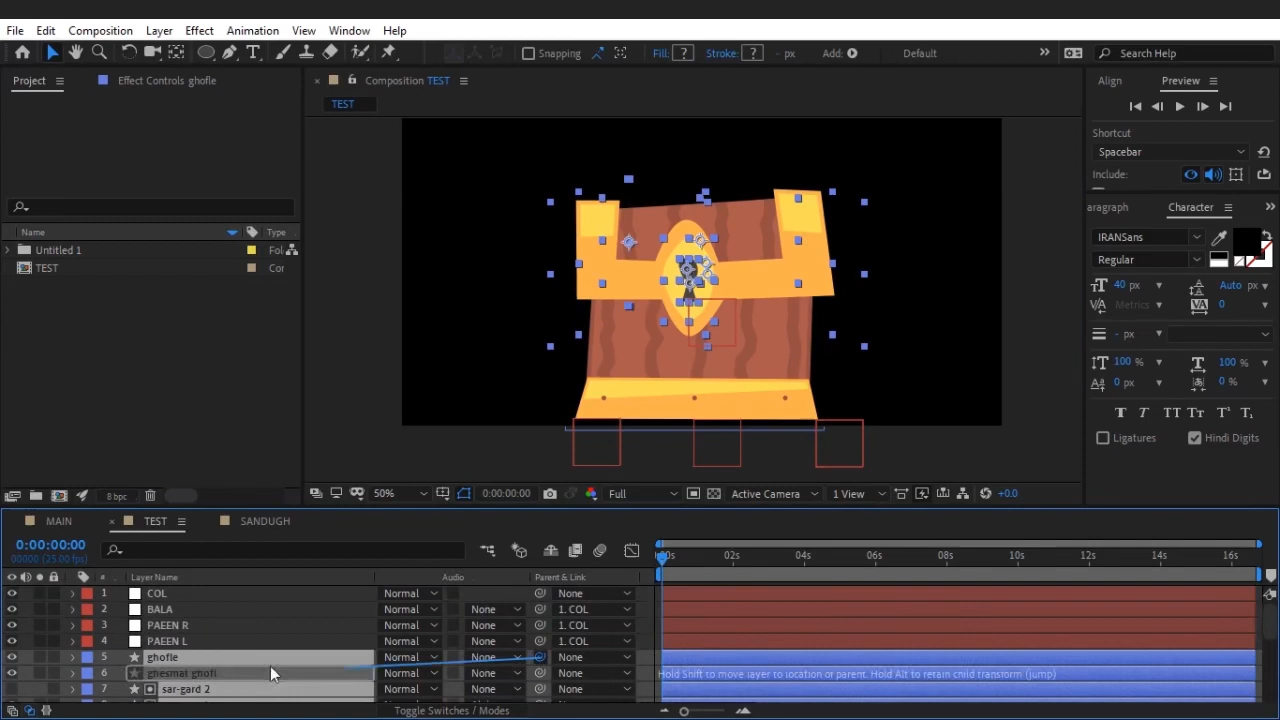 File Edit Composition Layer Effect Animation View Window Help
Snapping Fill: ? Stroke: ? - px Add: Default Search Help
Project Effect Controls ghofle Composition TEST Align Preview
TEST
Shortcut
Spacebar
Include:
aragraph Character
Name Type
Untitled 1 Fol
TEST Cor
IRANSans
Regular
40 px Auto px
Metrics 0
- px
100 % 100 %
0 px 0 %
T T TT Tr T' T,
Ligatures Hindi Digits
8 bpc 50% 0:00:00:00 Full Active Camera 1 View +0.0
MAIN TEST SANDUGH
0:00:00:00
00000 (25.00 fps)
00s 02s 04s 06s 08s 10s 12s 14s 16s
# Layer Name Audio Parent & Link
1 COL Normal None
2 BALA Normal None 1. COL
3 PAEEN R Normal None 1. COL
4 PAEEN L Normal None 1. COL
5 ghofle Normal None None
6 ghesmat ghofl Normal None None Hold Shift to move layer to location of parent. Hold Alt to retain child transform (jump)
7 sar-gard 2 Normal None None
Toggle Switches / Modes